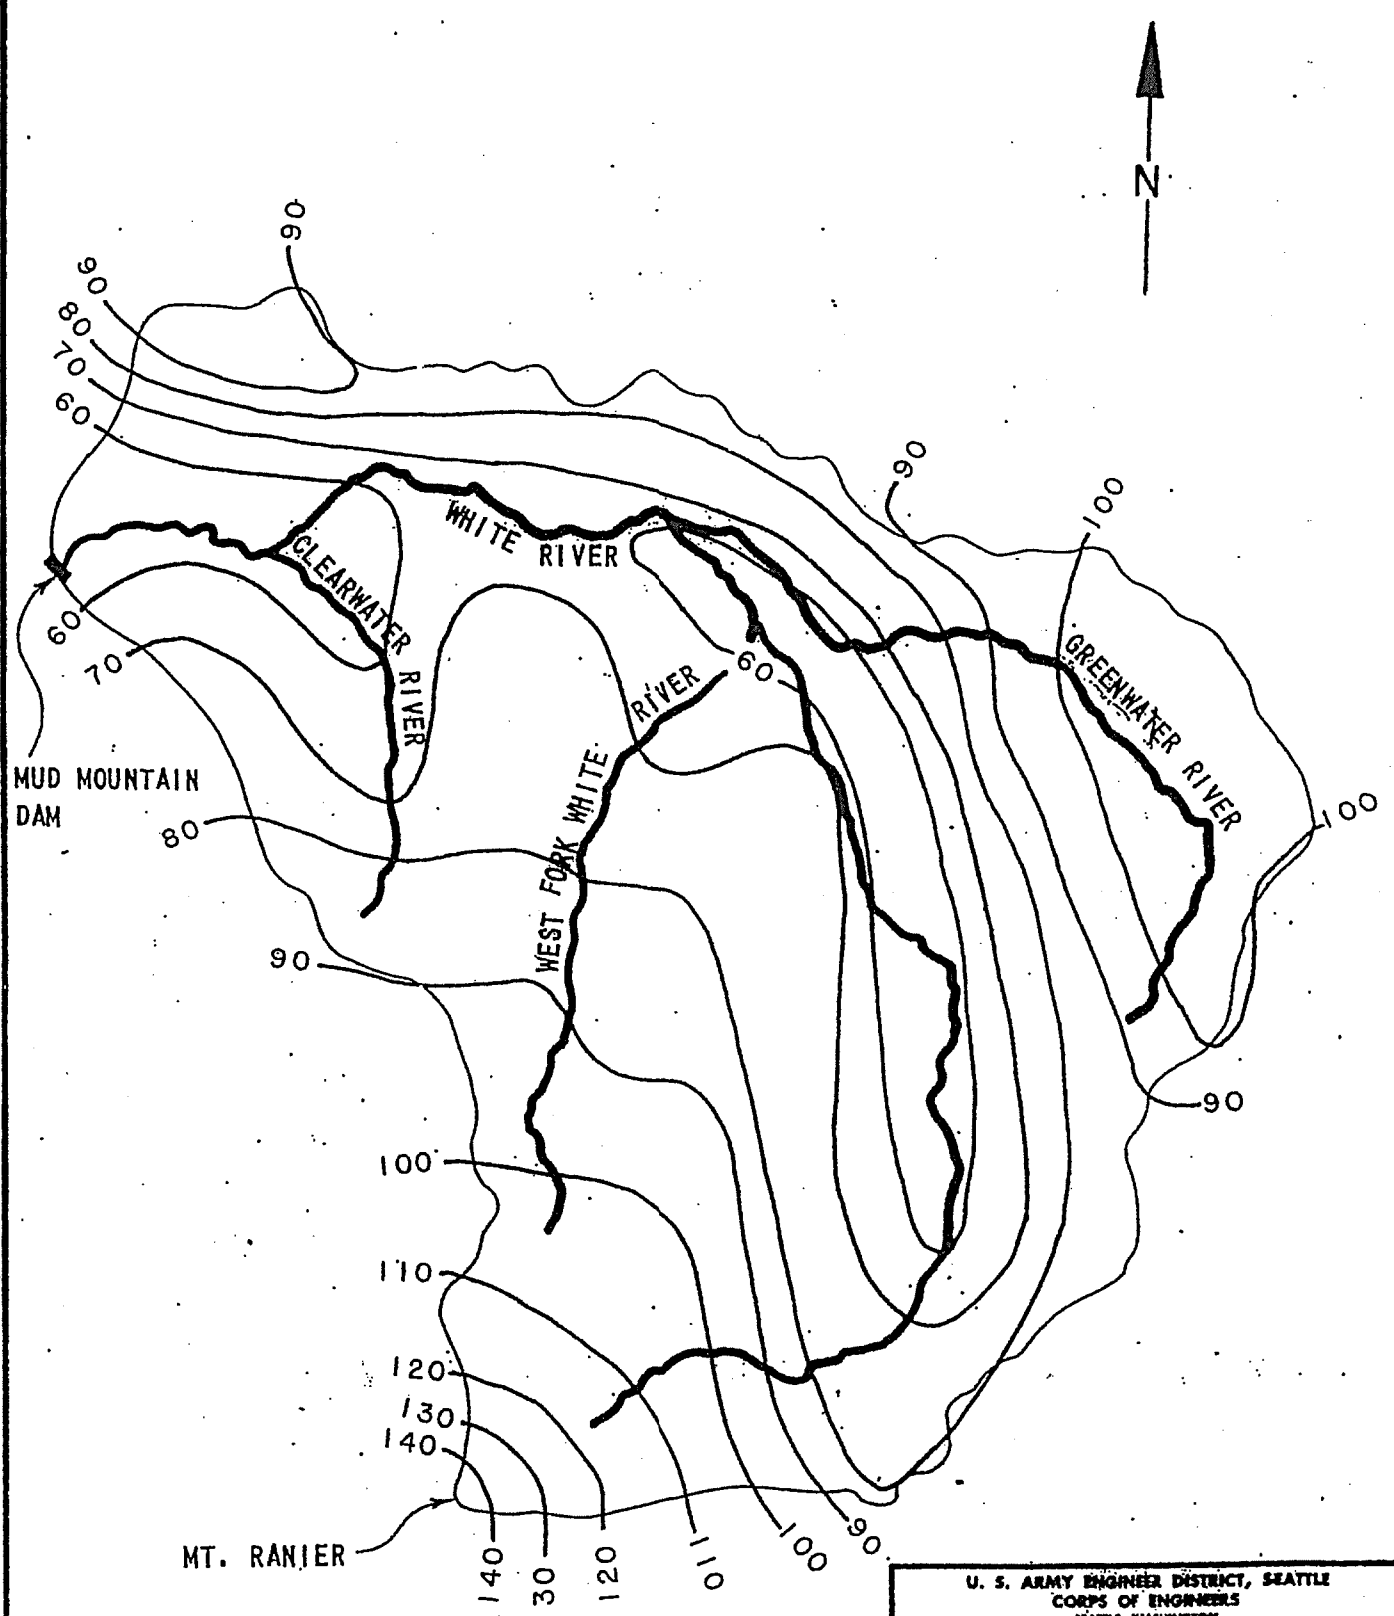 N
90
90
80
70
60
90
100
WHITE RIVER
CLEARWATER RIVER
60
70
60
GREENWATER RIVER
WEST FORK WHITE RIVER
MUD MOUNTAIN
DAM
100
80
90
90
100
110
120
130
140
MT. RANIER
140
130
120
110
100
90
U. S. ARMY ENGINEER DISTRICT, SEATTLE
CORPS OF ENGINEERS